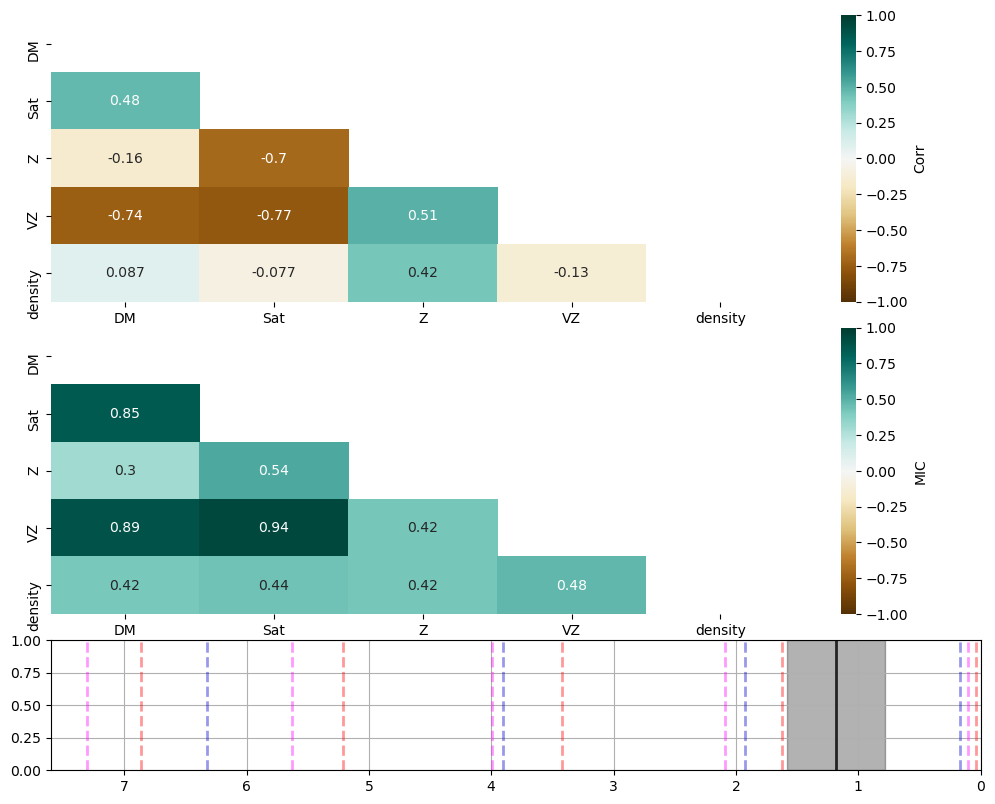 DM
Sat
Z
VZ
density
0.48
-0.16 -0.7
-0.74 -0.77 0.51
0.087 -0.077 0.42 -0.13
DM Sat Z VZ density
1.00
0.75
0.50
0.25
0.00
−0.25
−0.50
−0.75
−1.00
Corr
DM
Sat
Z
VZ
density
0.85
0.3 0.54
0.89 0.94 0.42
0.42 0.44 0.42 0.48
DM Sat Z VZ density
1.00
0.75
0.50
0.25
0.00
−0.25
−0.50
−0.75
−1.00
MIC
1.00
0.75
0.50
0.25
0.00
7 6 5 4 3 2 1 0